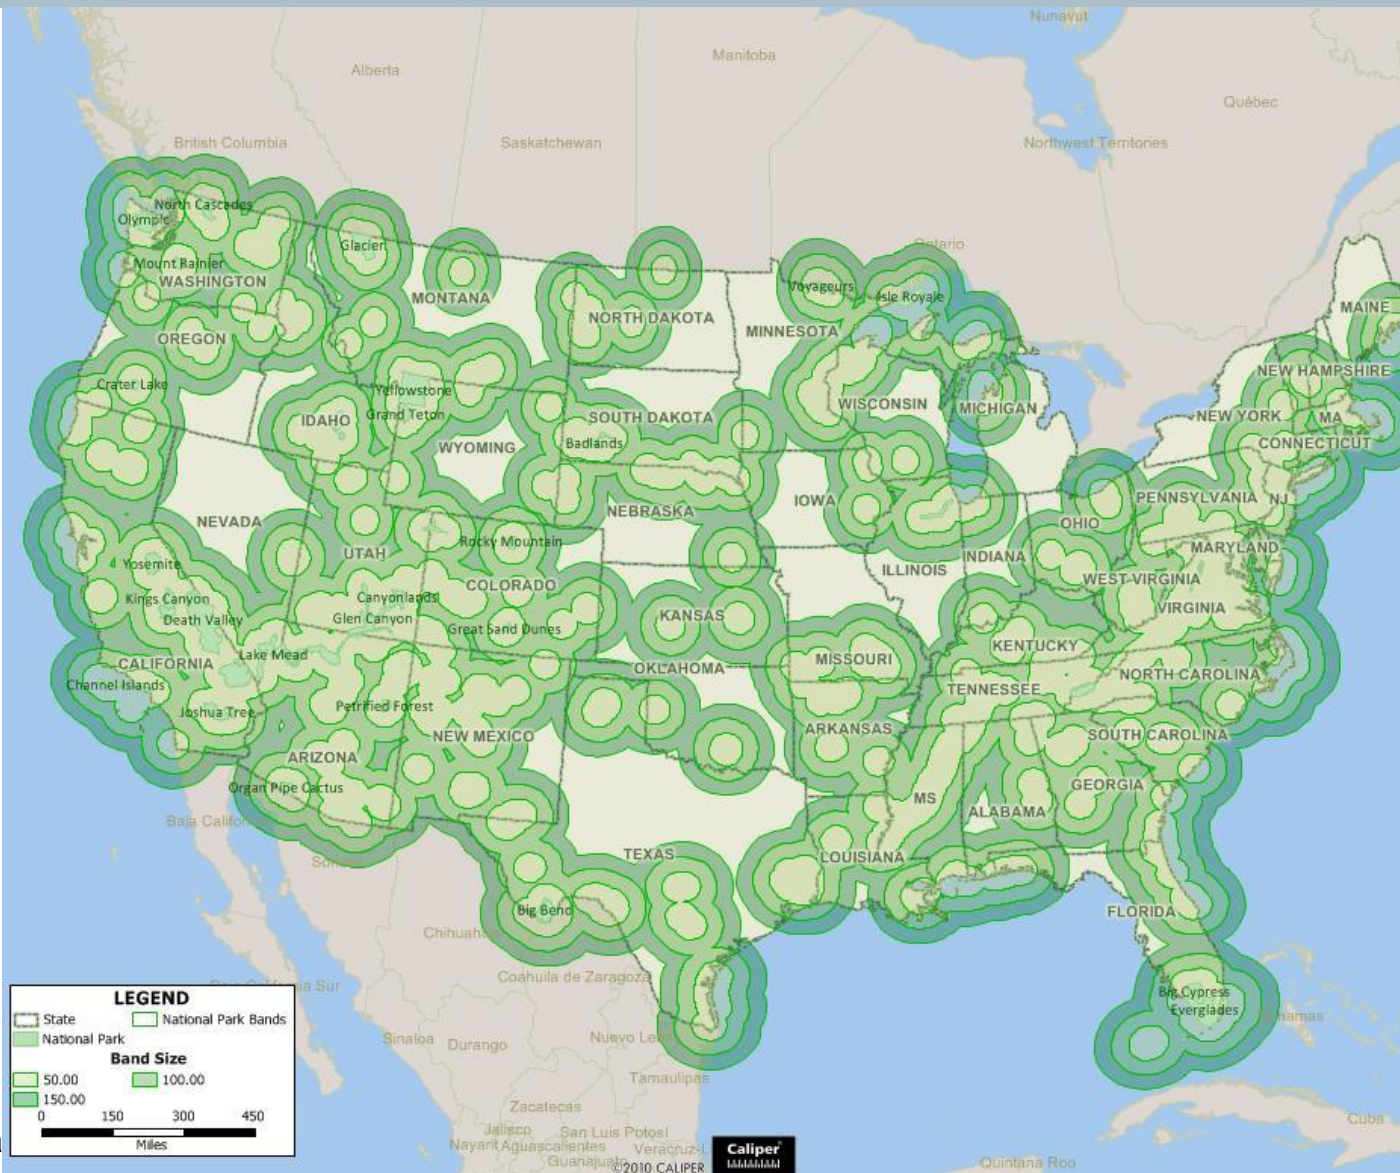 Nunavut
Manitoba
Alberta
Québec
British Columbia
Saskatchewan
Northwest Territories
North Cascades
Olympic
Glacier
Ontario
Mount Rainier
WASHINGTON
Voyageurs
Isle Royale
MONTANA
MAINE
NORTH DAKOTA
MINNESOTA
OREGON
NEW HAMPSHIRE
Crater Lake
Yellowstone
Grand Teton
IDAHO
SOUTH DAKOTA
WISCONSIN
MICHIGAN
NEW YORK
MA
WYOMING
Badlands
CONNECTICUT
NEBRASKA
IOWA
PENNSYLVANIA
NJ
NEVADA
OHIO
Rocky Mountain
UTAH
MARYLAND
INDIANA
Yosemite
COLORADO
ILLINOIS
WEST VIRGINIA
Kings Canyon
Canyonlands
Death Valley
Glen Canyon
Great Sand Dunes
KANSAS
VIRGINIA
KENTUCKY
Lake Mead
CALIFORNIA
OKLAHOMA
MISSOURI
NORTH CAROLINA
Channel Islands
TENNESSEE
Joshua Tree
Petrified Forest
NEW MEXICO
ARKANSAS
SOUTH CAROLINA
ARIZONA
Organ Pipe Cactus
MS
ALABAMA
GEORGIA
Baja Califor
TEXAS
LOUISIANA
Big Bend
FLORIDA
Chihuahu
Coahuila de Zaragoza
Big Cypress
Everglades
Sinaloa
Durango
Nuevo Le
Tamaulipas
Zacatecas
Jalisco
San Luis Potosí
Nayarit
Aguascalientes
Veracruz-L
Guanajuato
Cuba
Quintana Roo
LEGEND
State
National Park Bands
National Park
Band Size
50.00
100.00
150.00
0 150 300 450
Miles
Caliper
©2010 CALIPER